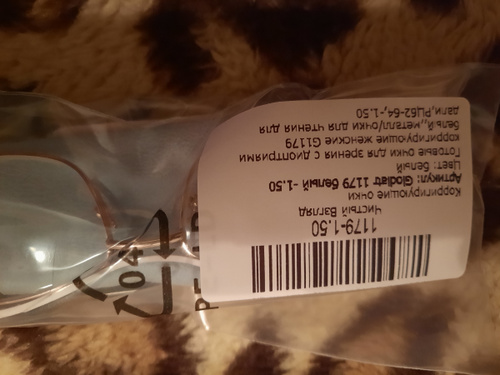 1179-1.50
Чистый Взгляд
Корригирующие очки
Артикул: Glodiatr 1179 белый -1.50
Цвет: белый
Готовые очки для зрения с диоптриями
корригирующие женские G1179
белый,,металл/очки для чтения для
дали,РЦ62-64,-1.50
04